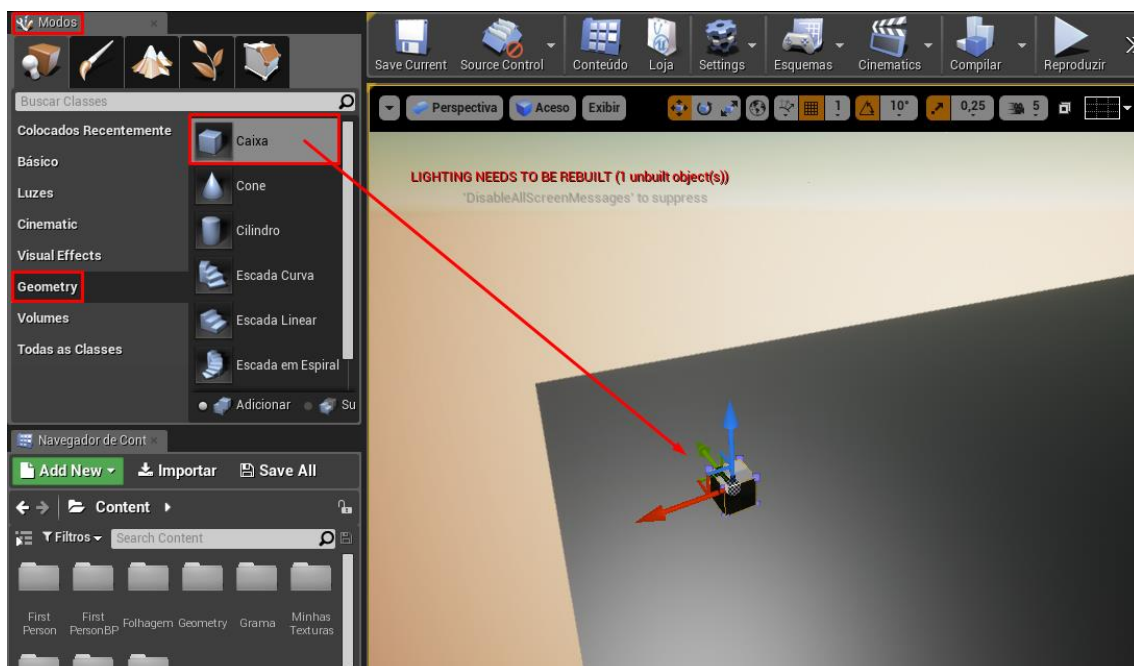 Modos
Save Current Source Control Conteúdo Loja Settings Esquemas Cinematics Compilar Reproduzir
Buscar Classes
Perspectiva Aceso Exibir 1 10° 0,25 5
Colocados Recentemente
Básico
Luzes
Cinematic
Visual Effects
Geometry
Volumes
Todas as Classes
Caixa
Cone
Cilindro
Escada Curva
Escada Linear
Escada em Espiral
Adicionar Su
LIGHTING NEEDS TO BE REBUILT (1 unbuilt object(s))
'DisableAllScreenMessages' to suppress
Navegador de Cont
Add New Importar Save All
Content
Filtros Search Content
First Person
First PersonBP
Folhagem
Geometry
Grama
Minhas Texturas